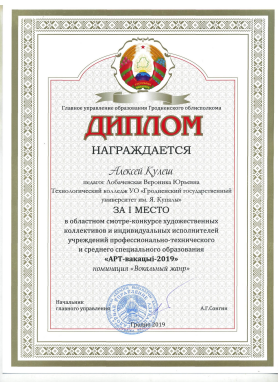 Главное управление образования Гродненского облисполкома
ДИПЛОМ
НАГРАЖДАЕТСЯ
Алексей Кулеш
педагог Лобачевская Вероника Юрьевна
Технологический колледж УО «Гродненский государственный
университет им. Я. Купалы»
ЗА I МЕСТО
в областном смотре-конкурсе художественных
коллективов и индивидуальных исполнителей
учреждений профессионально-технического
и среднего специального образования
«АРТ-вакацыі-2019»
номинация «Вокальный жанр»
Начальник
главного управления
Гродно 2019